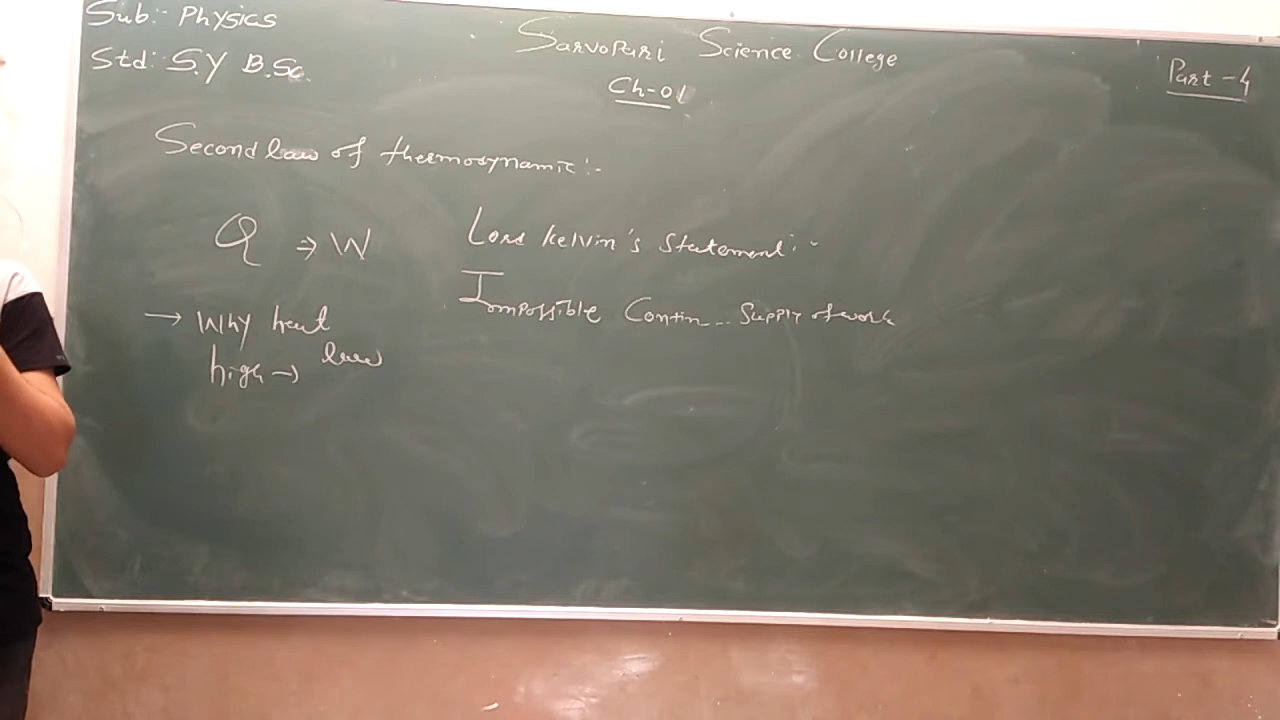 Sub:- Physics
Std:- S.Y B.Sc.
Sarvopari Science College
Ch-01
Part-4
Second law of thermodynamic:-
Q → W
→ Why heat
high → low
Lord kelvin's statement:-
Impossible Contin... Supply of work